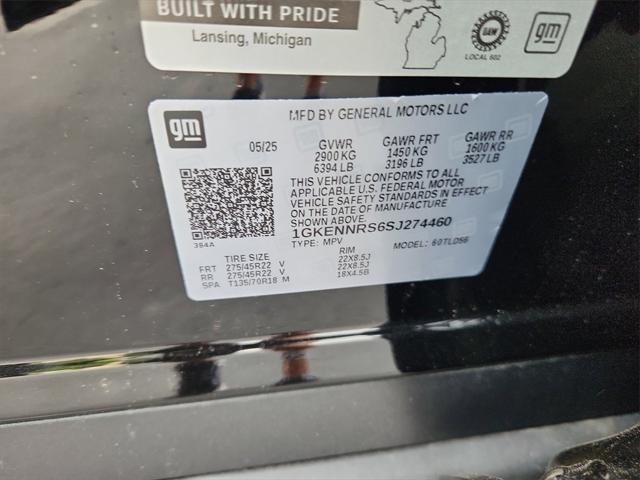 BUILT WITH PRIDE
Lansing, Michigan
GEM
LOCAL 602
gm
gm
MFD BY GENERAL MOTORS LLC
05/25 GVWR GAWR FRT GAWR RR
2900 KG 1450 KG 1600 KG
6394 LB 3196 LB 3527 LB
THIS VEHICLE CONFORMS TO ALL
APPLICABLE U.S. FEDERAL MOTOR
VEHICLE SAFETY STANDARDS IN EFFECT
ON THE DATE OF MANUFACTURE
SHOWN ABOVE.
1GKENNRS6SJ274460
TYPE: MPV MODEL: 60TLD56
394A
TIRE SIZE RIM
FRT 275/45R22 V 22X8.5J
RR 275/45R22 V 22X8.5J
SPA T135/70R18 M 18X4.5B